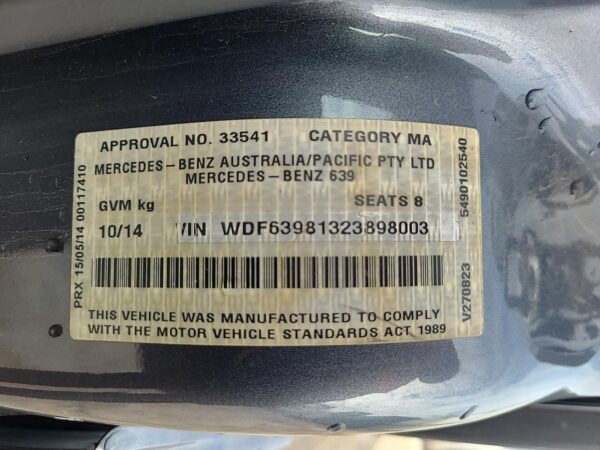 APPROVAL NO. 33541 CATEGORY MA
MERCEDES-BENZ AUSTRALIA/PACIFIC PTY LTD
MERCEDES-BENZ 639
GVM kg SEATS 8
10/14 VIN WDF63981323898003
THIS VEHICLE WAS MANUFACTURED TO COMPLY
WITH THE MOTOR VEHICLE STANDARDS ACT 1989
PRX 15/05/14 00117410
V270823 5490102540